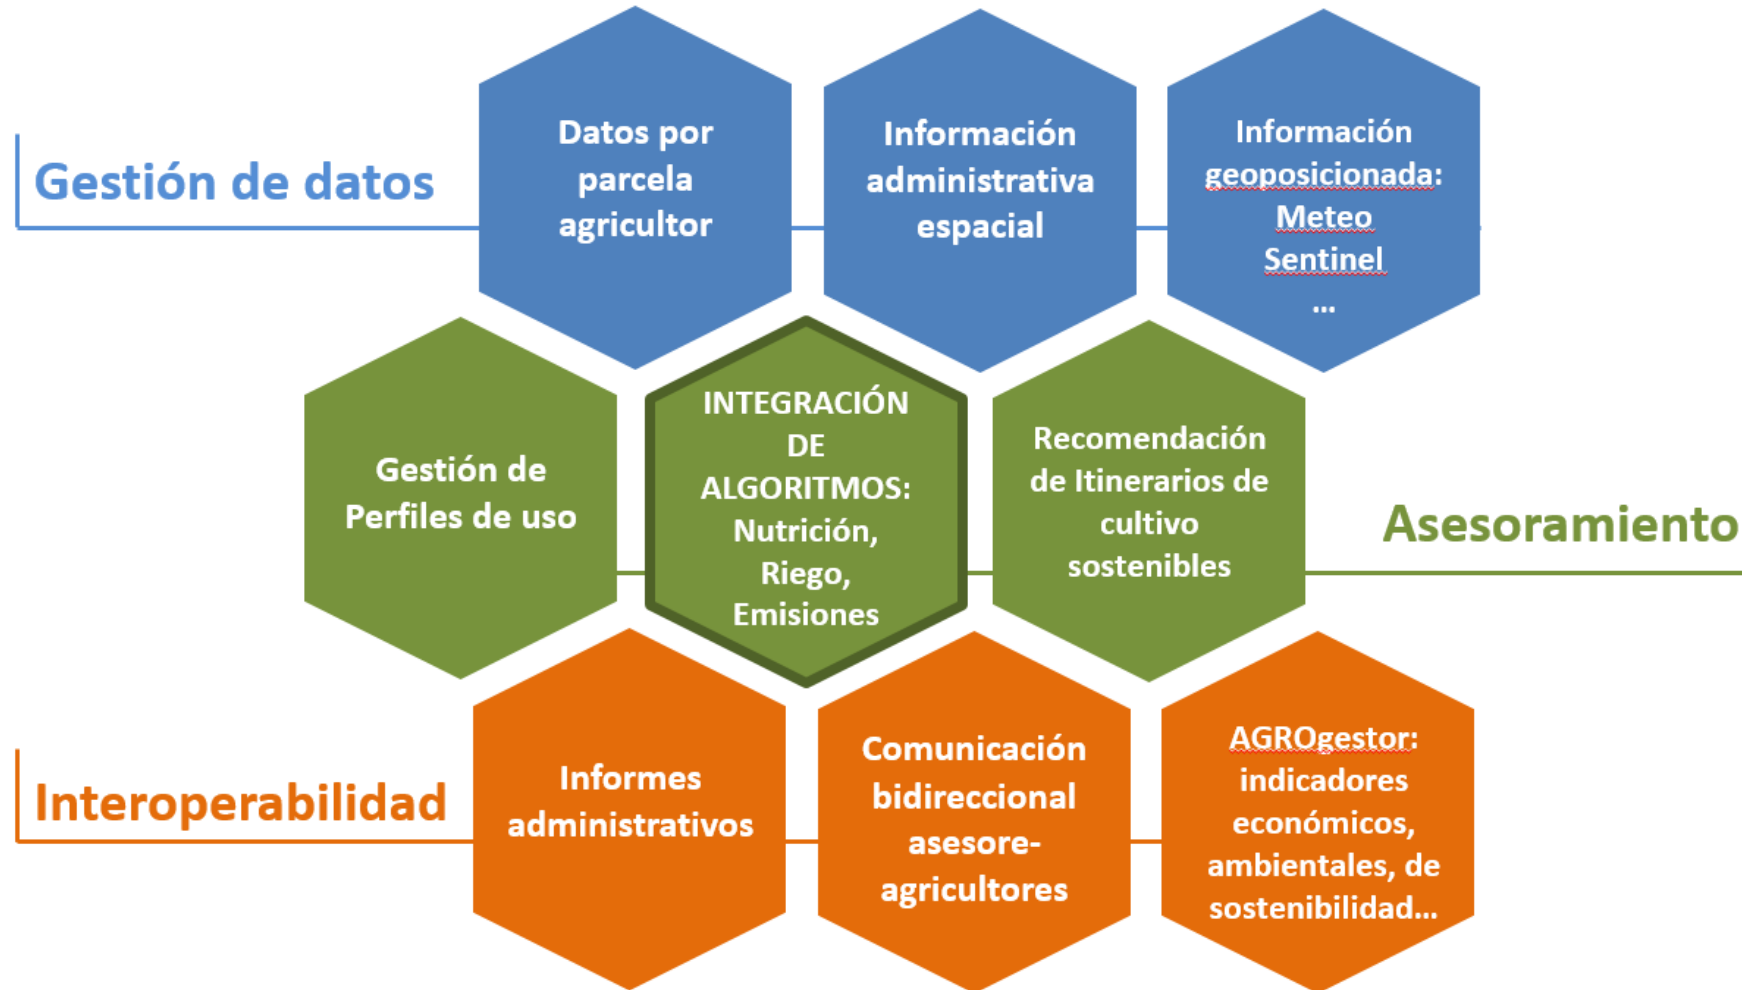 Gestión de datos
Datos por
parcela
agricultor
Información
administrativa
espacial
Información
geoposicionada:
Meteo
Sentinel
...
Gestión de
Perfiles de uso
INTEGRACIÓN
DE
ALGORITMOS:
Nutrición,
Riego,
Emisiones
Recomendación
de Itinerarios de
cultivo
sostenibles
Asesoramiento
Interoperabilidad
Informes
administrativos
Comunicación
bidireccional
asesore-
agricultores
AGROgestor:
indicadores
económicos,
ambientales, de
sostenibilidad...